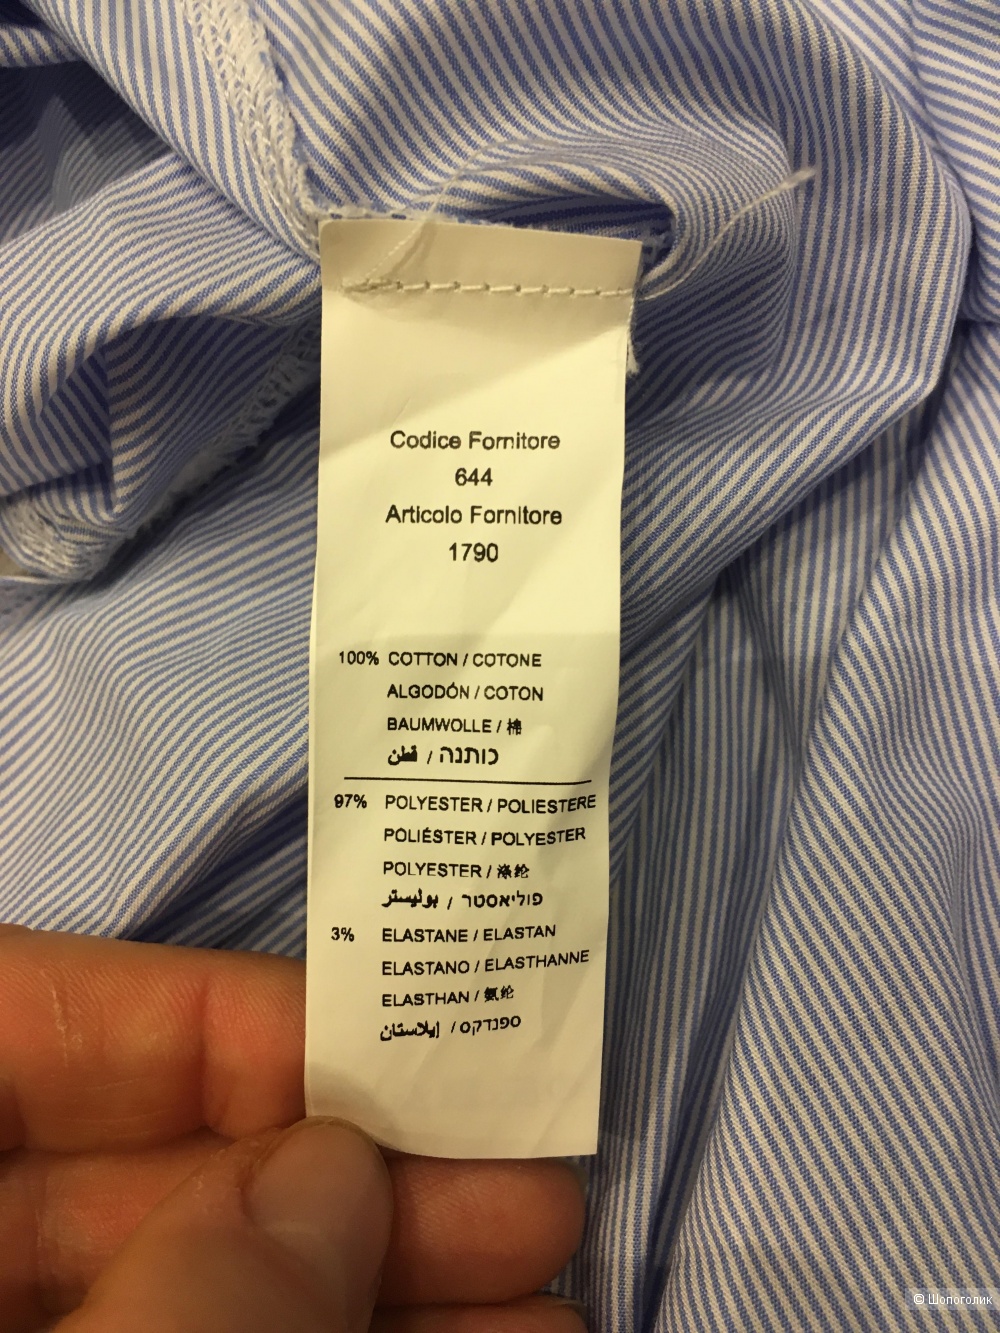 Codice Fornitore
644
Articolo Fornitore
1790
100% COTTON / COTONE
ALGODÓN / COTON
BAUMWOLLE / 棉
قطن / כותנה
97% POLYESTER / POLIESTERE
POLIÉSTER / POLYESTER
POLYESTER / 涤纶
بوليستر / פוליאסטר
3% ELASTANE / ELASTAN
ELASTANO / ELASTHANNE
ELASTHAN / 氨纶
إيلاستان / ספנדקס
© Шопоголик